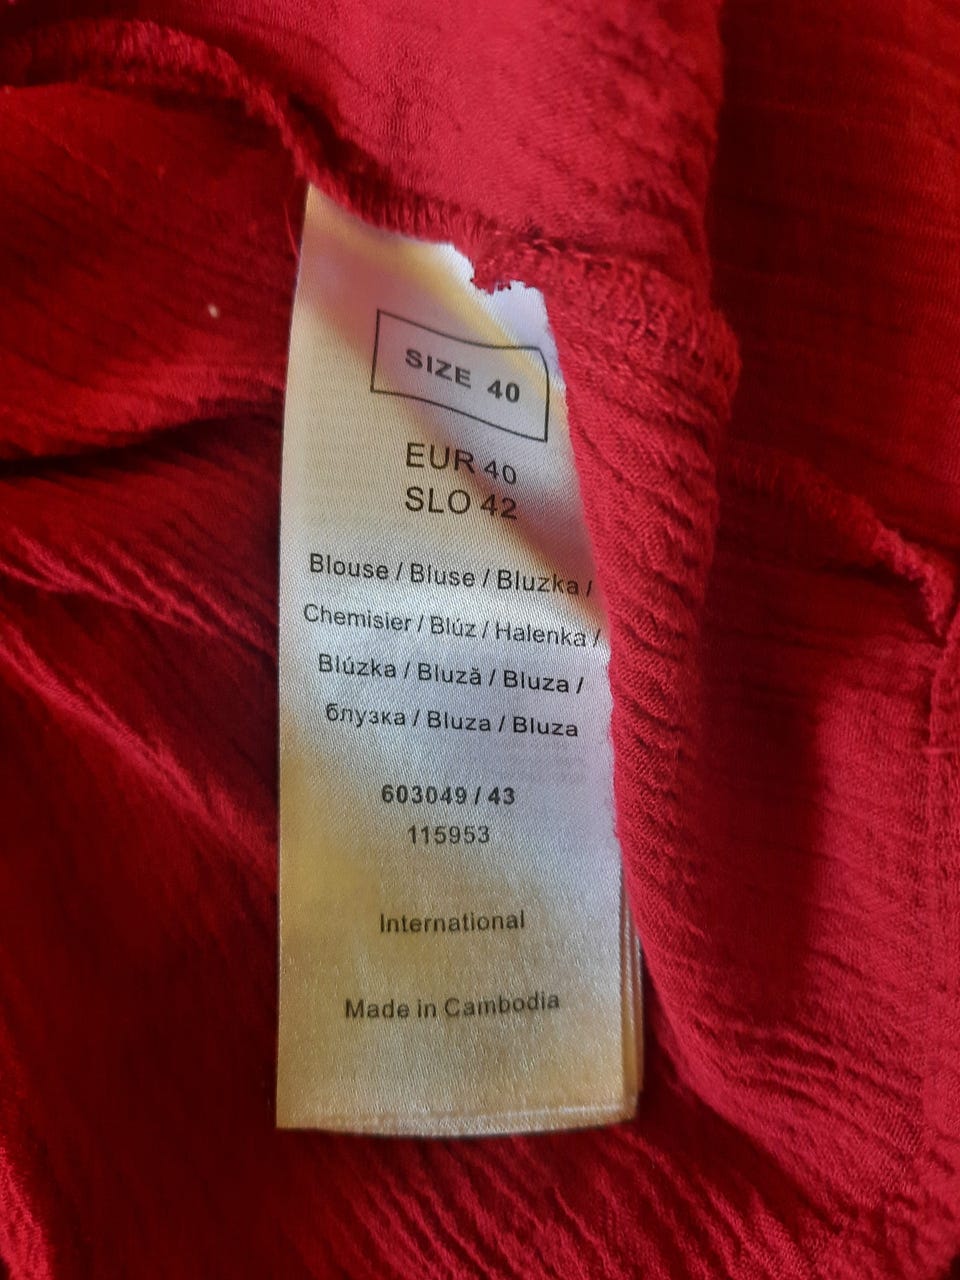 SIZE 40
EUR 40
SLO 42
Blouse / Bluse / Bluzka /
Chemisier / Blúz / Halenka /
Blúzka / Bluză / Bluza /
блузка / Bluza / Bluza
603049 / 43
115953
International
Made in Cambodia